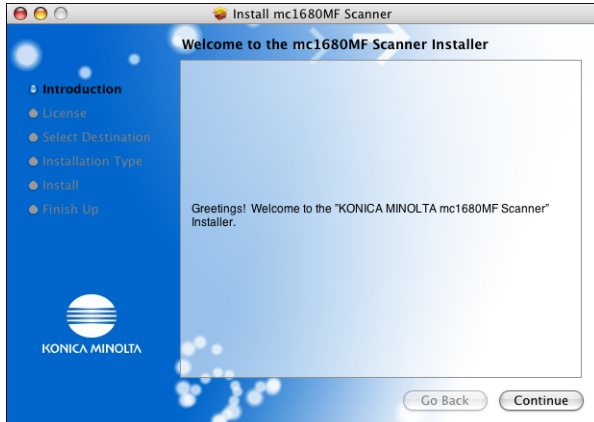 Install mc1680MF Scanner
Welcome to the mc1680MF Scanner Installer
Introduction
License
Select Destination
Installation Type
Install
Finish Up
Greetings! Welcome to the "KONICA MINOLTA mc1680MF Scanner"
Installer.
KONICA MINOLTA
Go Back
Continue